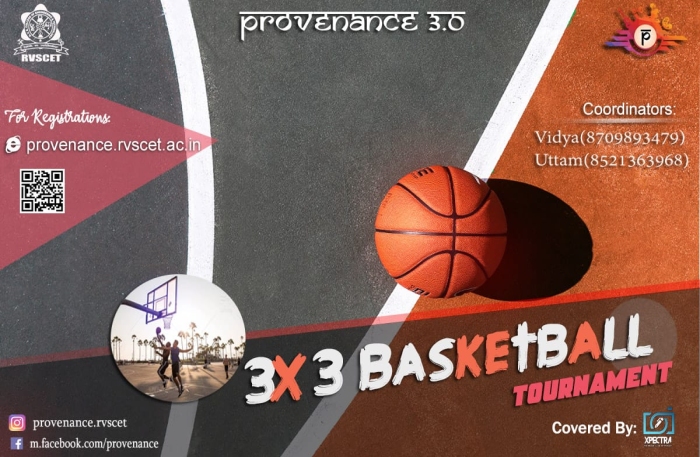 PROVENANCE 3.0
RVSCET
For Registrations:
provenance.rvscet.ac.in
Coordinators:
Vidya(8709893479)
Uttam(8521363968)
3X3 BASKETBALL
TOURNAMENT
provenance.rvscet
m.facebook.com/provenance
Covered By:
XPECTRA